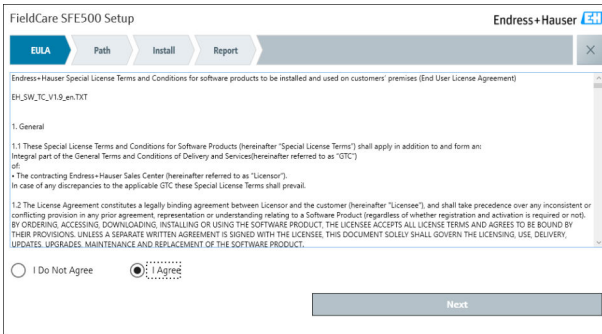 FieldCare SFE500 Setup
Endress+Hauser EH
EULA Path Install Report
Endress+Hauser Special License Terms and Conditions for software products to be installed and used on customers' premises (End User License Agreement)
EH_SW_TC_V1.9_en.TXT
1. General
1.1 These Special License Terms and Conditions for Software Products (hereinafter "Special License Terms") shall apply in addition to and form an:
Integral part of the General Terms and Conditions of Delivery and Services(hereinafter referred to as "GTC")
of:
• The contracting Endress+Hauser Sales Center (hereinafter referred to as "Licensor").
In case of any discrepancies to the applicable GTC these Special License Terms shall prevail.
1.2 The License Agreement constitutes a legally binding agreement between Licensor and the customer (hereinafter "Licensee"), and shall take precedence over any inconsistent or
conflicting provision in any prior agreement, representation or understanding relating to a Software Product (regardless of whether registration and activation is required or not).
BY ORDERING, ACCESSING, DOWNLOADING, INSTALLING OR USING THE SOFTWARE PRODUCT, THE LICENSEE ACCEPTS ALL LICENSE TERMS AND AGREES TO BE BOUND BY
THEIR PROVISIONS. UNLESS A SEPARATE WRITTEN AGREEMENT IS SIGNED WITH THE LICENSEE, THIS DOCUMENT SOLELY SHALL GOVERN THE LICENSING, USE, DELIVERY,
UPDATES, UPGRADES, MAINTENANCE AND REPLACEMENT OF THE SOFTWARE PRODUCT.
I Do Not Agree
I Agree
Next